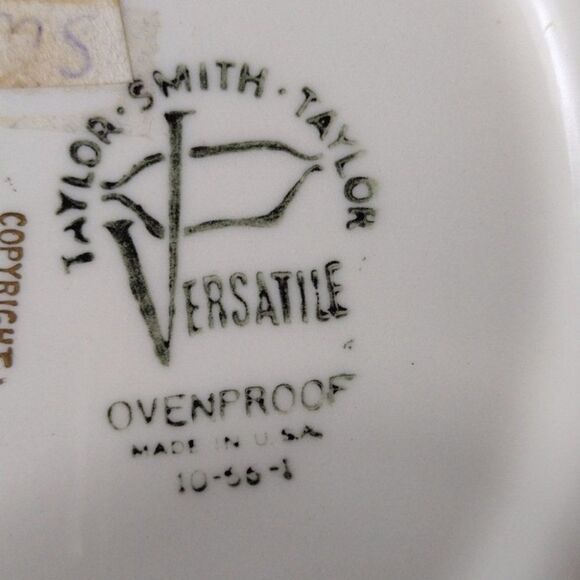 TAYLOR · SMITH · TAYLOR
VERSATILE
OVENPROOF
MADE IN U.S.A.
COPYRIGHT